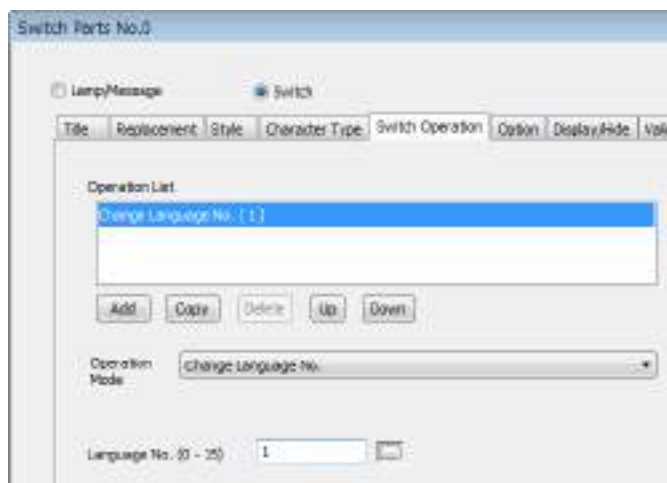 Switch Parts No.0
Lamp/Message Switch
Title Replacement Style Character Type Switch Operation Option Display/Hide
Operation List
Change Language No. [ 1 ]
Add Copy Delete Up Down
Operation Mode
Change Language No.
Language No. (0 - 15) 1